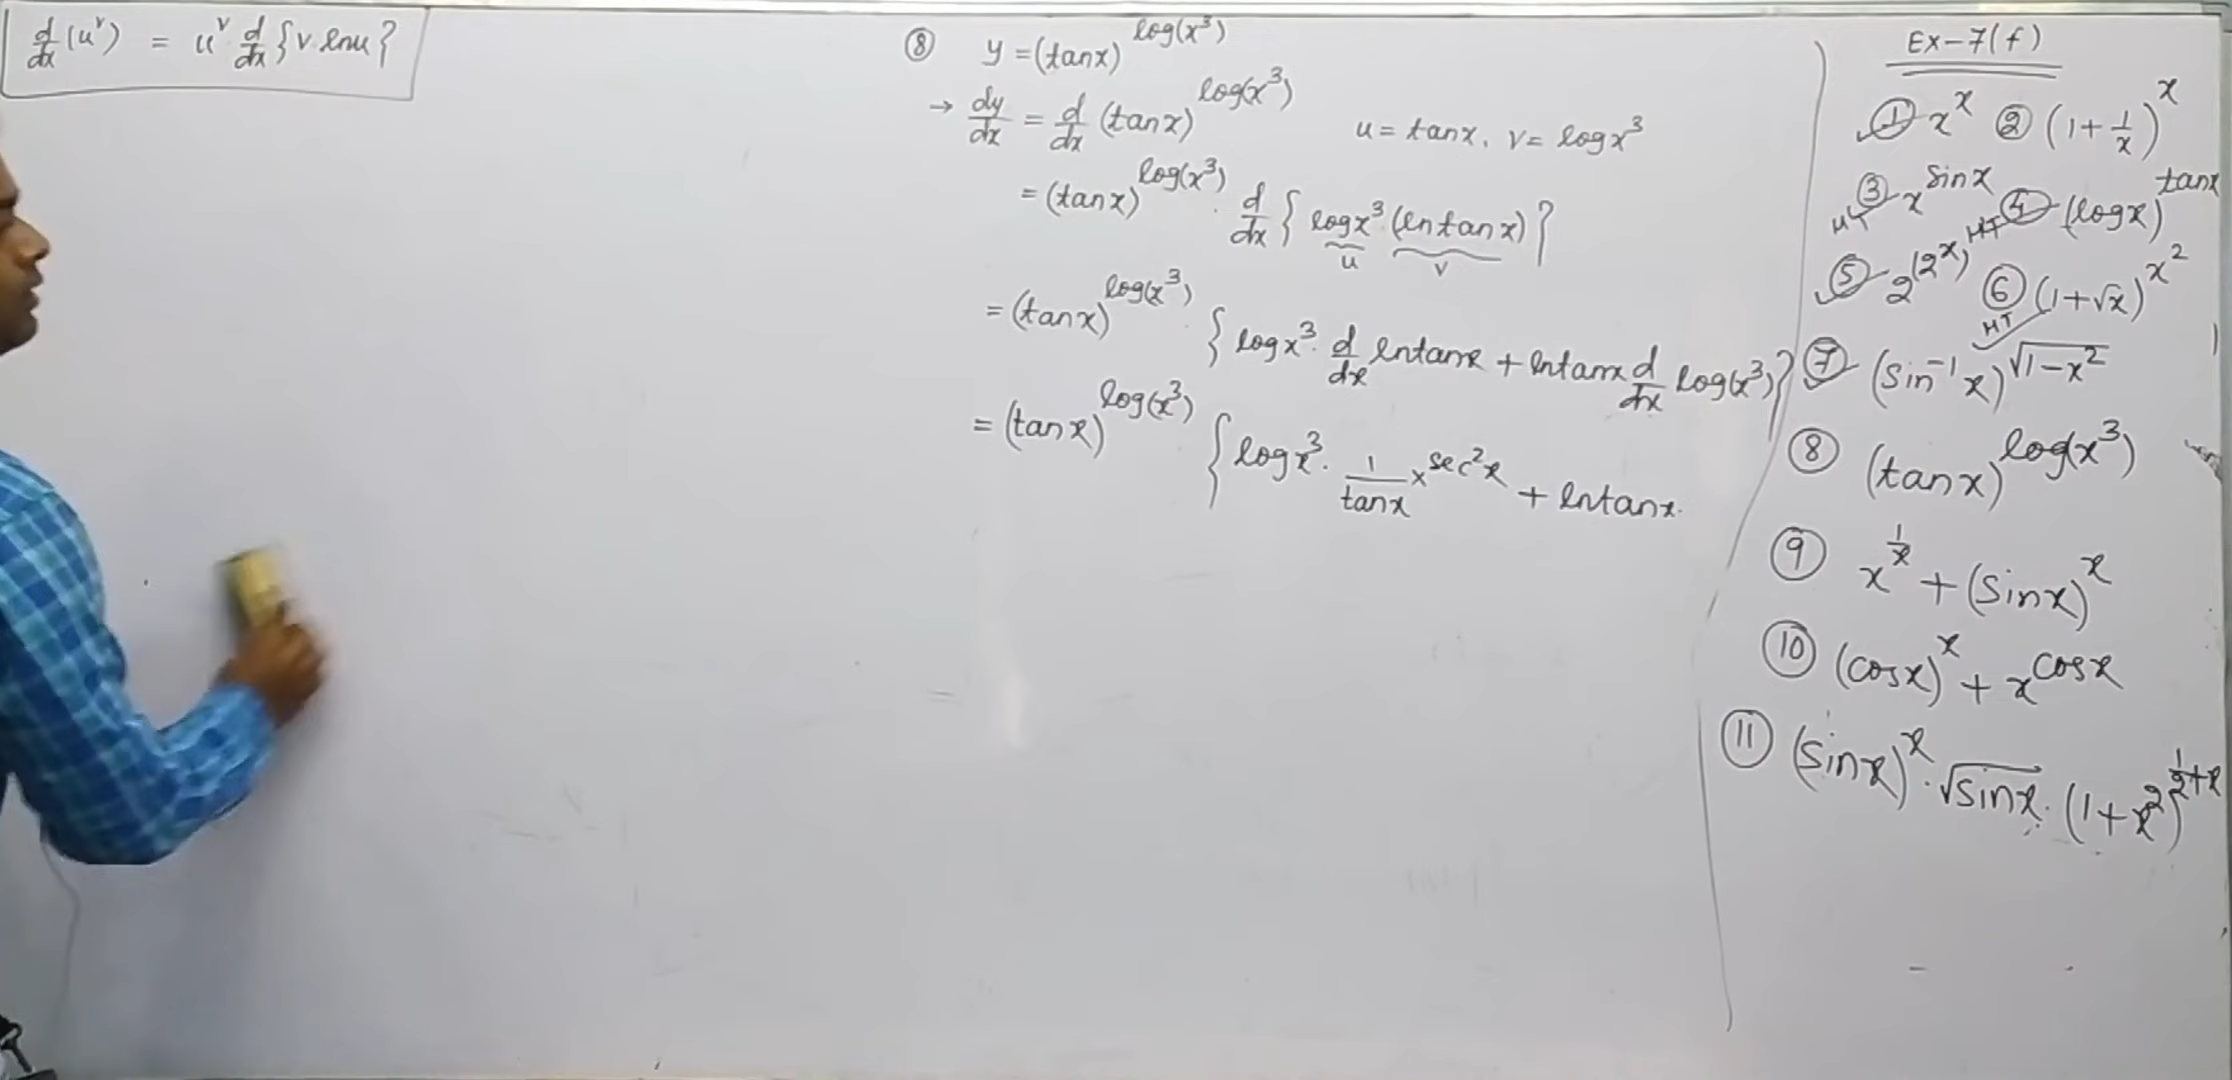 d/dx (u^v) = u^v d/dx {v lnu}
⑧ y = (tanx)^log(x³)
→ dy/dx = d/dx (tanx)^log(x³) u = tanx, v = logx³
= (tanx)^log(x³) · d/dx { logx³ (lntanx) }
u v
= (tanx)^log(x³) { logx³ · d/dx lntanx + lntanx d/dx log(x³) }
= (tanx)^log(x³) { logx³ · 1/tanx × sec²x + lntanx ·
Ex-7(f)
① x^x ② (1+1/x)^x
③ x^sinx ④ (logx)^tanx
HT HT
⑤ 2^(2^x) ⑥ (1+√x)^x²
HT
⑦ (sin⁻¹x)^√(1-x²)
⑧ (tanx)^log(x³)
⑨ x^(1/x) + (sinx)^x
⑩ (cosx)^x + x^cosx
⑪ (sinx)^x · √sinx · (1+x²)^(1/2+x)